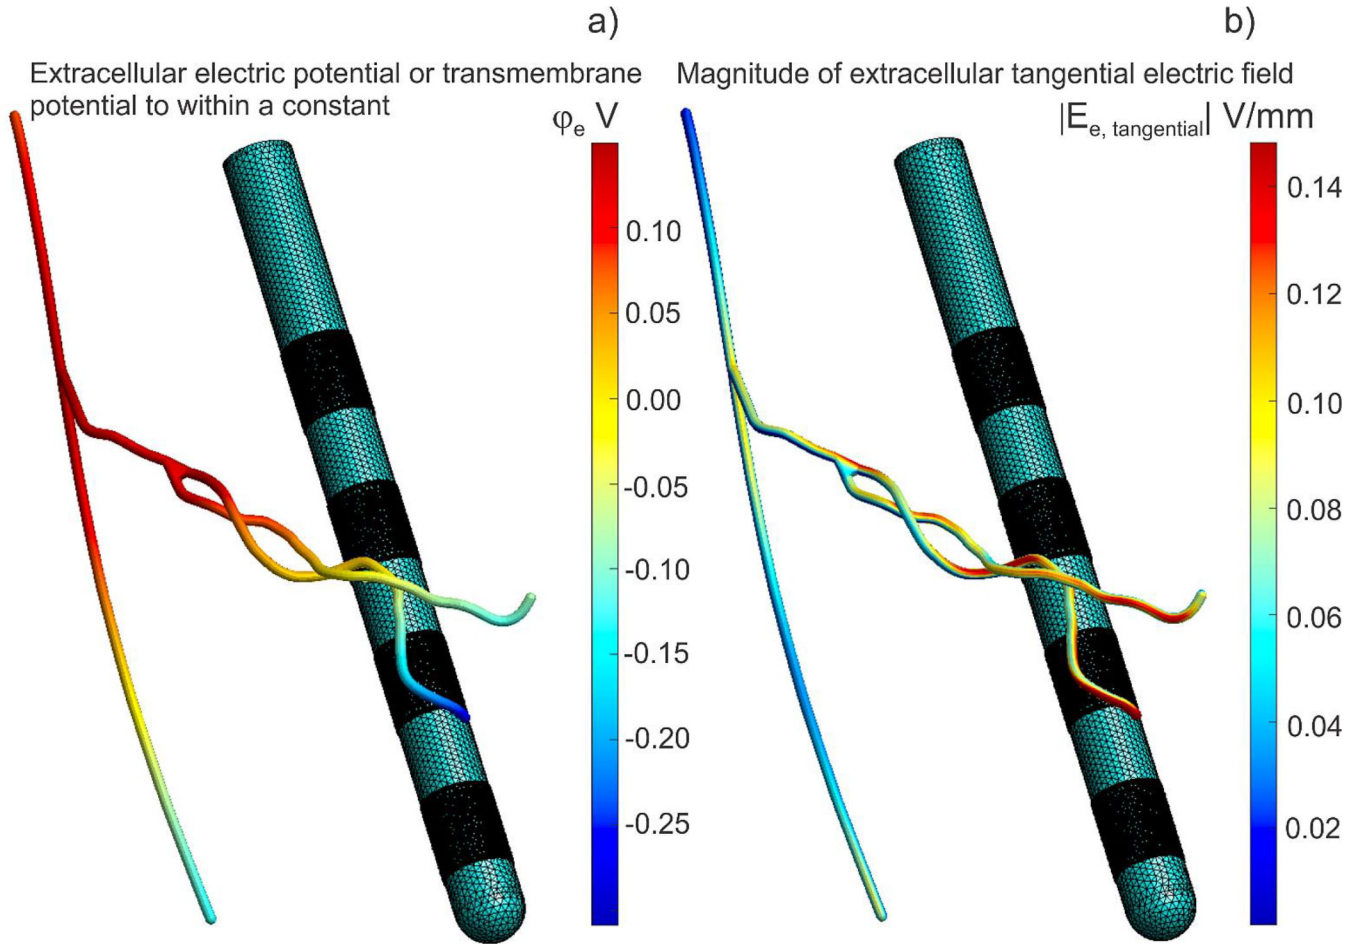 a)
b)
Extracellular electric potential or transmembrane
potential to within a constant
φe V
0.10
0.05
0.00
-0.05
-0.10
-0.15
-0.20
-0.25
Magnitude of extracellular tangential electric field
|Ee, tangential| V/mm
0.14
0.12
0.10
0.08
0.06
0.04
0.02